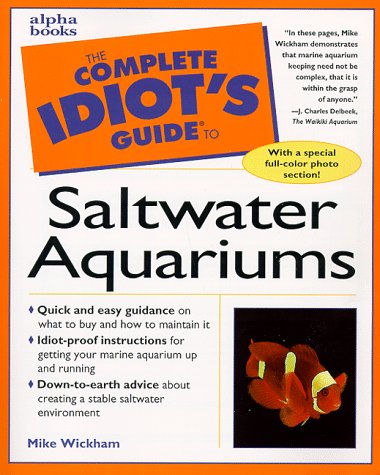 alpha
books
THE
COMPLETE
IDIOT'S
GUIDE® TO
"In these pages, Mike
Wickham demonstrates
that marine aquarium
keeping need not be
complex, that it is
within the grasp
of anyone."
—J. Charles Delbeek,
The Waikiki Aquarium
With a special
full-color photo
section!
Saltwater
Aquariums
Quick and easy guidance on
what to buy and how to maintain it
Idiot-proof instructions for
getting your marine aquarium up
and running
Down-to-earth advice about
creating a stable saltwater
environment
Mike Wickham